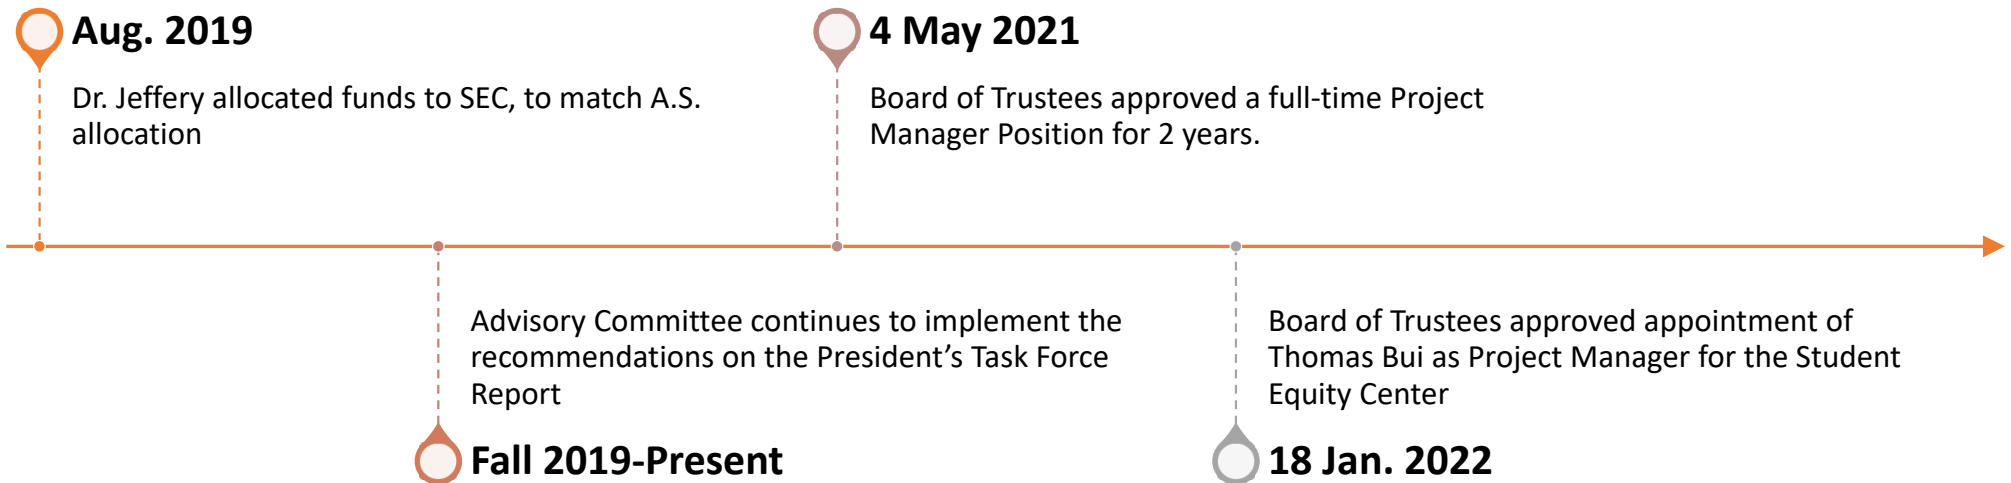 Aug. 2019
Dr. Jeffery allocated funds to SEC, to match A.S.
allocation
Advisory Committee continues to implement the
recommendations on the President’s Task Force
Report
Fall 2019-Present
4 May 2021
Board of Trustees approved a full-time Project
Manager Position for 2 years.
Board of Trustees approved appointment of
Thomas Bui as Project Manager for the Student
Equity Center
18 Jan. 2022